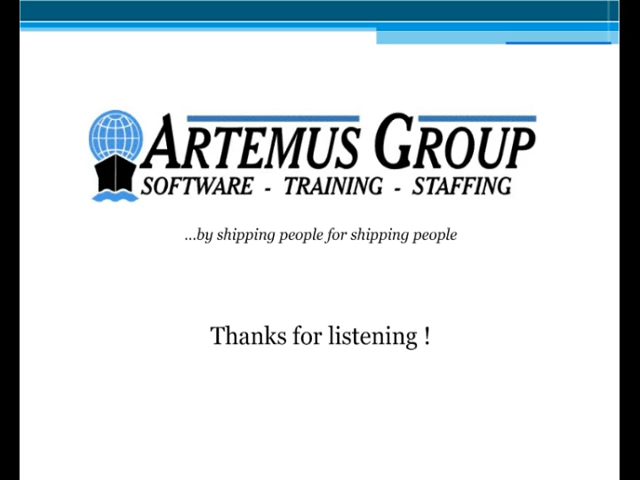 ARTEMUS GROUP
SOFTWARE - TRAINING - STAFFING
...by shipping people for shipping people
Thanks for listening !